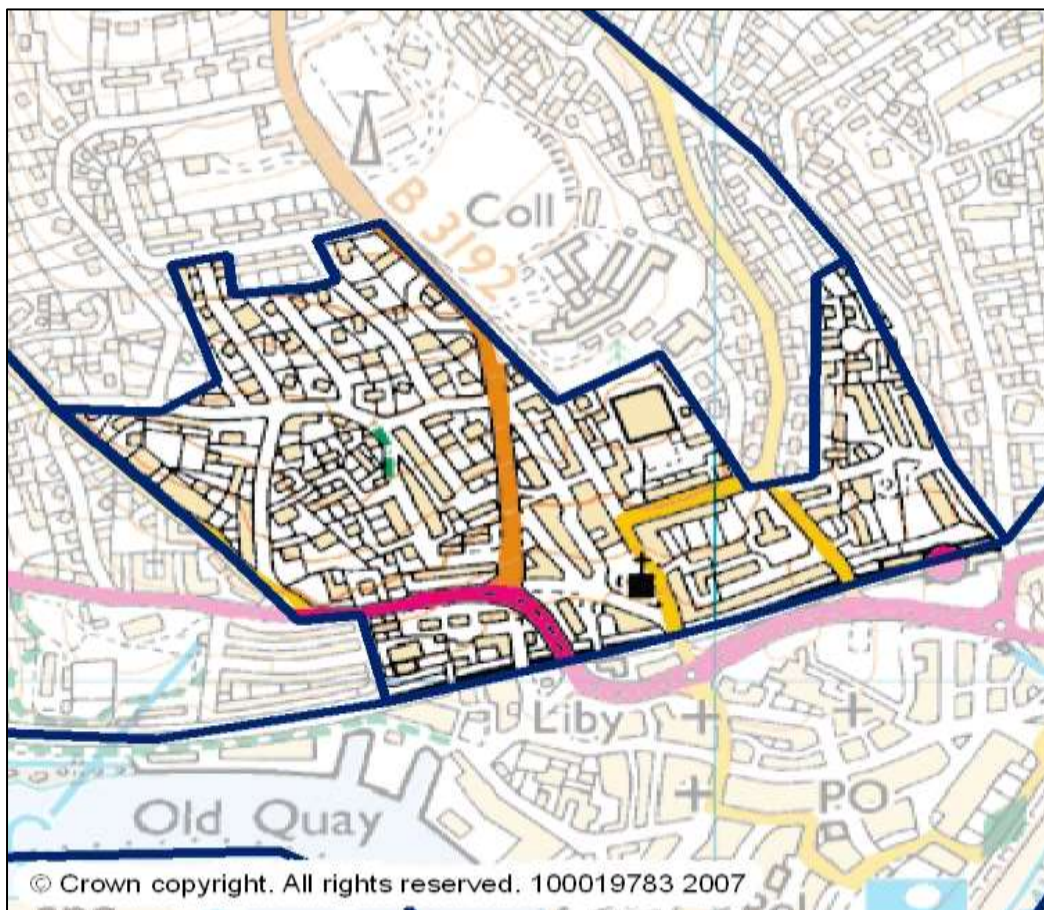 Coll
B 3192
Liby
PO
Old Quay
© Crown copyright. All rights reserved. 100019783 2007